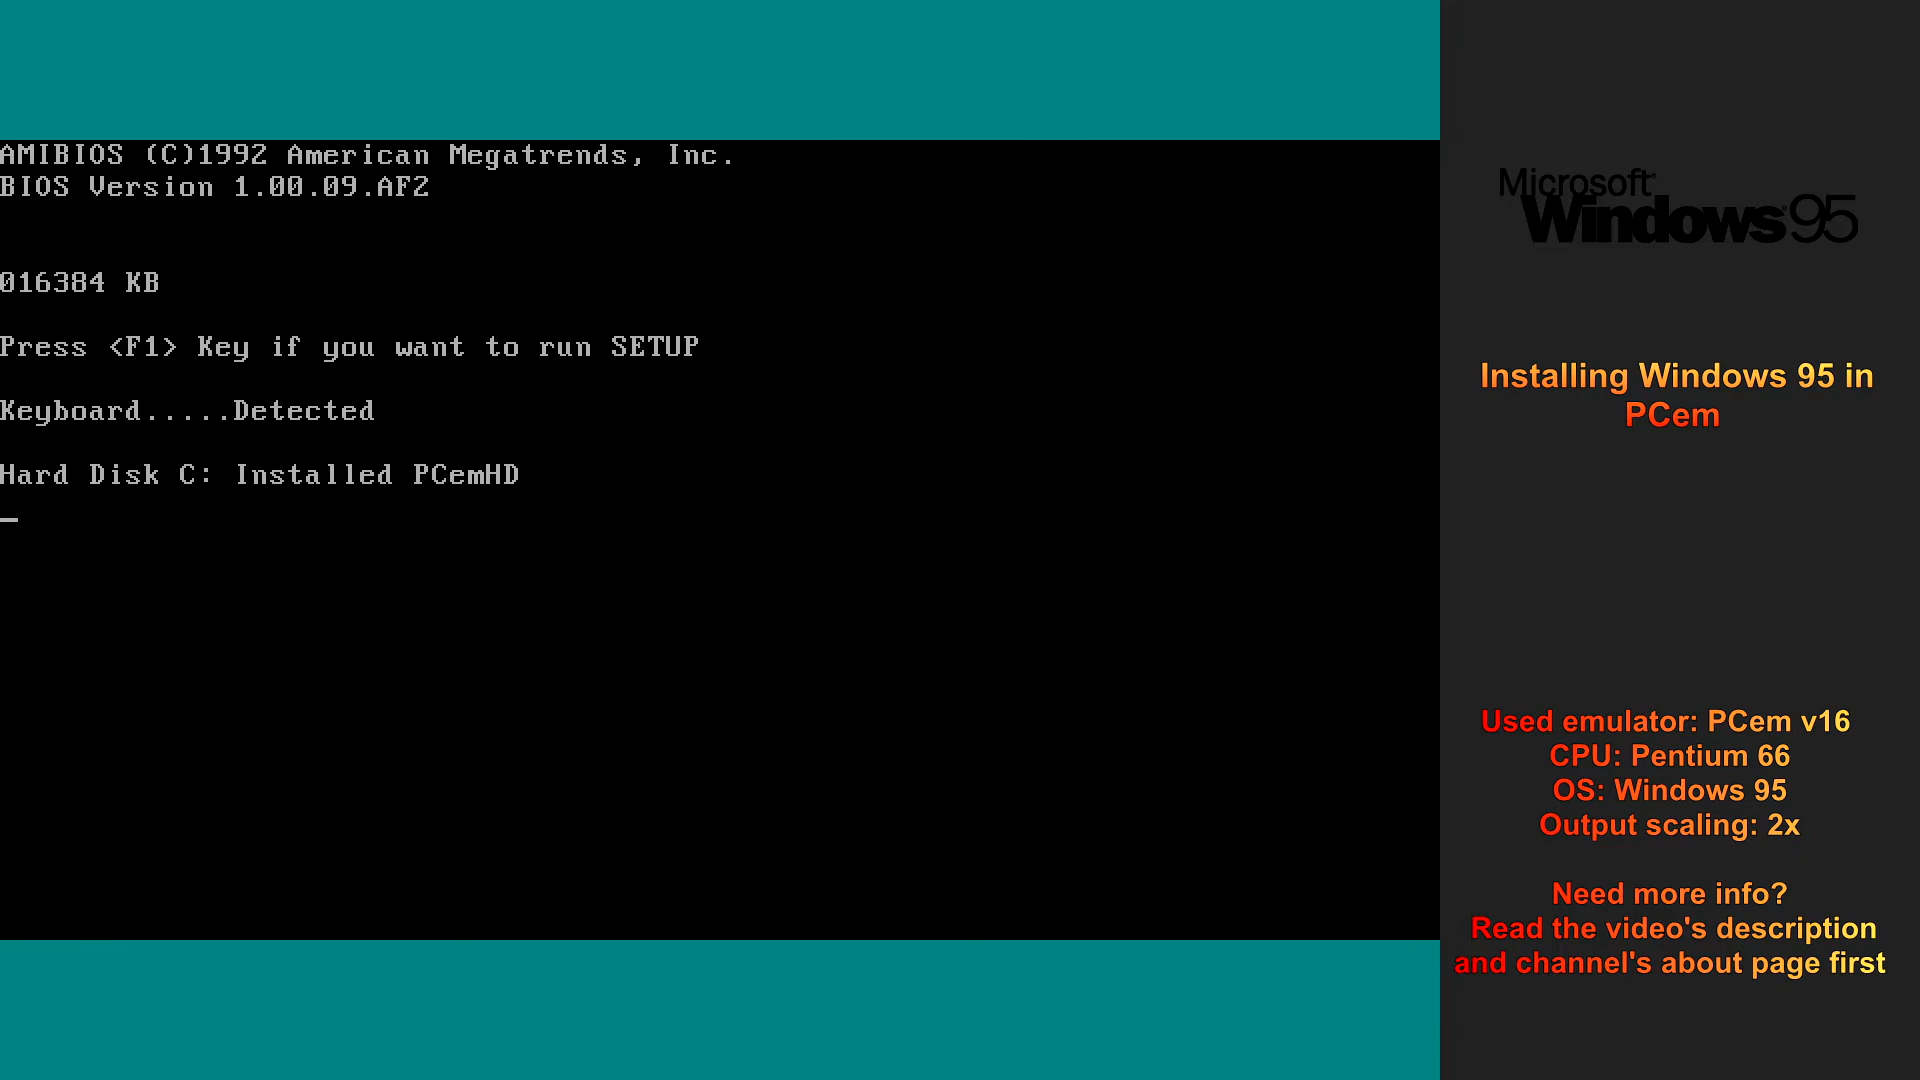 AMIBIOS (C)1992 American Megatrends, Inc.
BIOS Version 1.00.09.AF2
016384 KB
Press <F1> Key if you want to run SETUP
Keyboard.....Detected
Hard Disk C: Installed PCemHD
Microsoft®
Windows®95
Installing Windows 95 in
PCem
Used emulator: PCem v16
CPU: Pentium 66
OS: Windows 95
Output scaling: 2x
Need more info?
Read the video's description
and channel's about page first